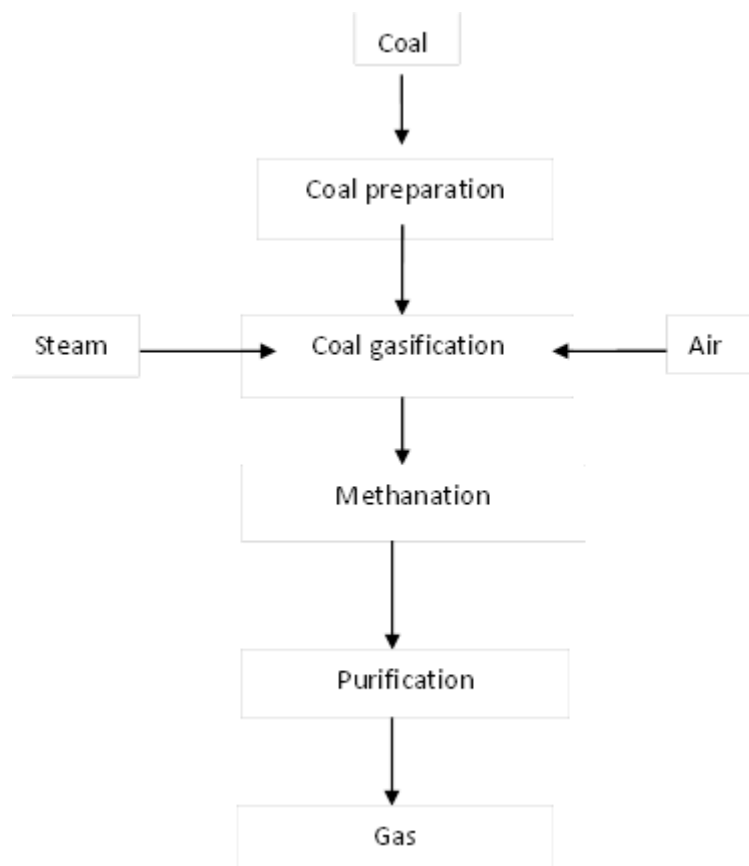 Coal
Coal preparation
Steam
Coal gasification
Air
Methanation
Purification
Gas